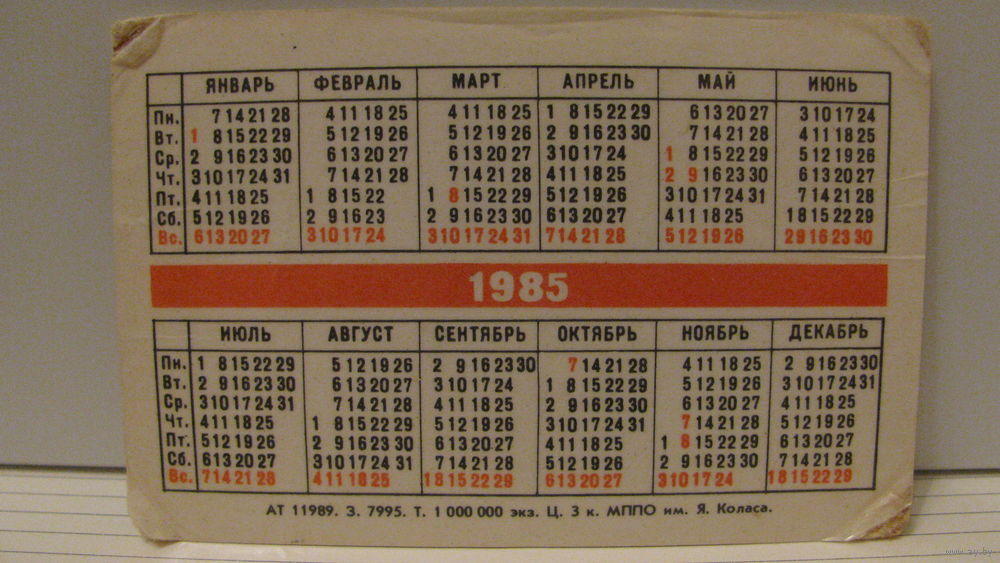 ЯНВАРЬ ФЕВРАЛЬ МАРТ АПРЕЛЬ МАЙ ИЮНЬ
Пн. 7 14 21 28 4 11 18 25 4 11 18 25 1 8 15 22 29 6 13 20 27 3 10 17 24
Вт. 1 8 15 22 29 5 12 19 26 5 12 19 26 2 9 16 23 30 7 14 21 28 4 11 18 25
Ср. 2 9 16 23 30 6 13 20 27 6 13 20 27 3 10 17 24 1 8 15 22 29 5 12 19 26
Чт. 3 10 17 24 31 7 14 21 28 7 14 21 28 4 11 18 25 2 9 16 23 30 6 13 20 27
Пт. 4 11 18 25 1 8 15 22 1 8 15 22 29 5 12 19 26 3 10 17 24 31 7 14 21 28
Сб. 5 12 19 26 2 9 16 23 2 9 16 23 30 6 13 20 27 4 11 18 25 1 8 15 22 29
Вс. 6 13 20 27 3 10 17 24 3 10 17 24 31 7 14 21 28 5 12 19 26 2 9 16 23 30
1985
ИЮЛЬ АВГУСТ СЕНТЯБРЬ ОКТЯБРЬ НОЯБРЬ ДЕКАБРЬ
Пн. 1 8 15 22 29 5 12 19 26 2 9 16 23 30 7 14 21 28 4 11 18 25 2 9 16 23 30
Вт. 2 9 16 23 30 6 13 20 27 3 10 17 24 1 8 15 22 29 5 12 19 26 3 10 17 24 31
Ср. 3 10 17 24 31 7 14 21 28 4 11 18 25 2 9 16 23 30 6 13 20 27 4 11 18 25
Чт. 4 11 18 25 1 8 15 22 29 5 12 19 26 3 10 17 24 31 7 14 21 28 5 12 19 26
Пт. 5 12 19 26 2 9 16 23 30 6 13 20 27 4 11 18 25 1 8 15 22 29 6 13 20 27
Сб. 6 13 20 27 3 10 17 24 31 7 14 21 28 5 12 19 26 2 9 16 23 30 7 14 21 28
Вс. 7 14 21 28 4 11 18 25 1 8 15 22 29 6 13 20 27 3 10 17 24 1 8 15 22 29
АТ 11989. З. 7995. Т. 1 000 000 экз. Ц. 3 к. МППО им. Я. Коласа.
www.ay.by